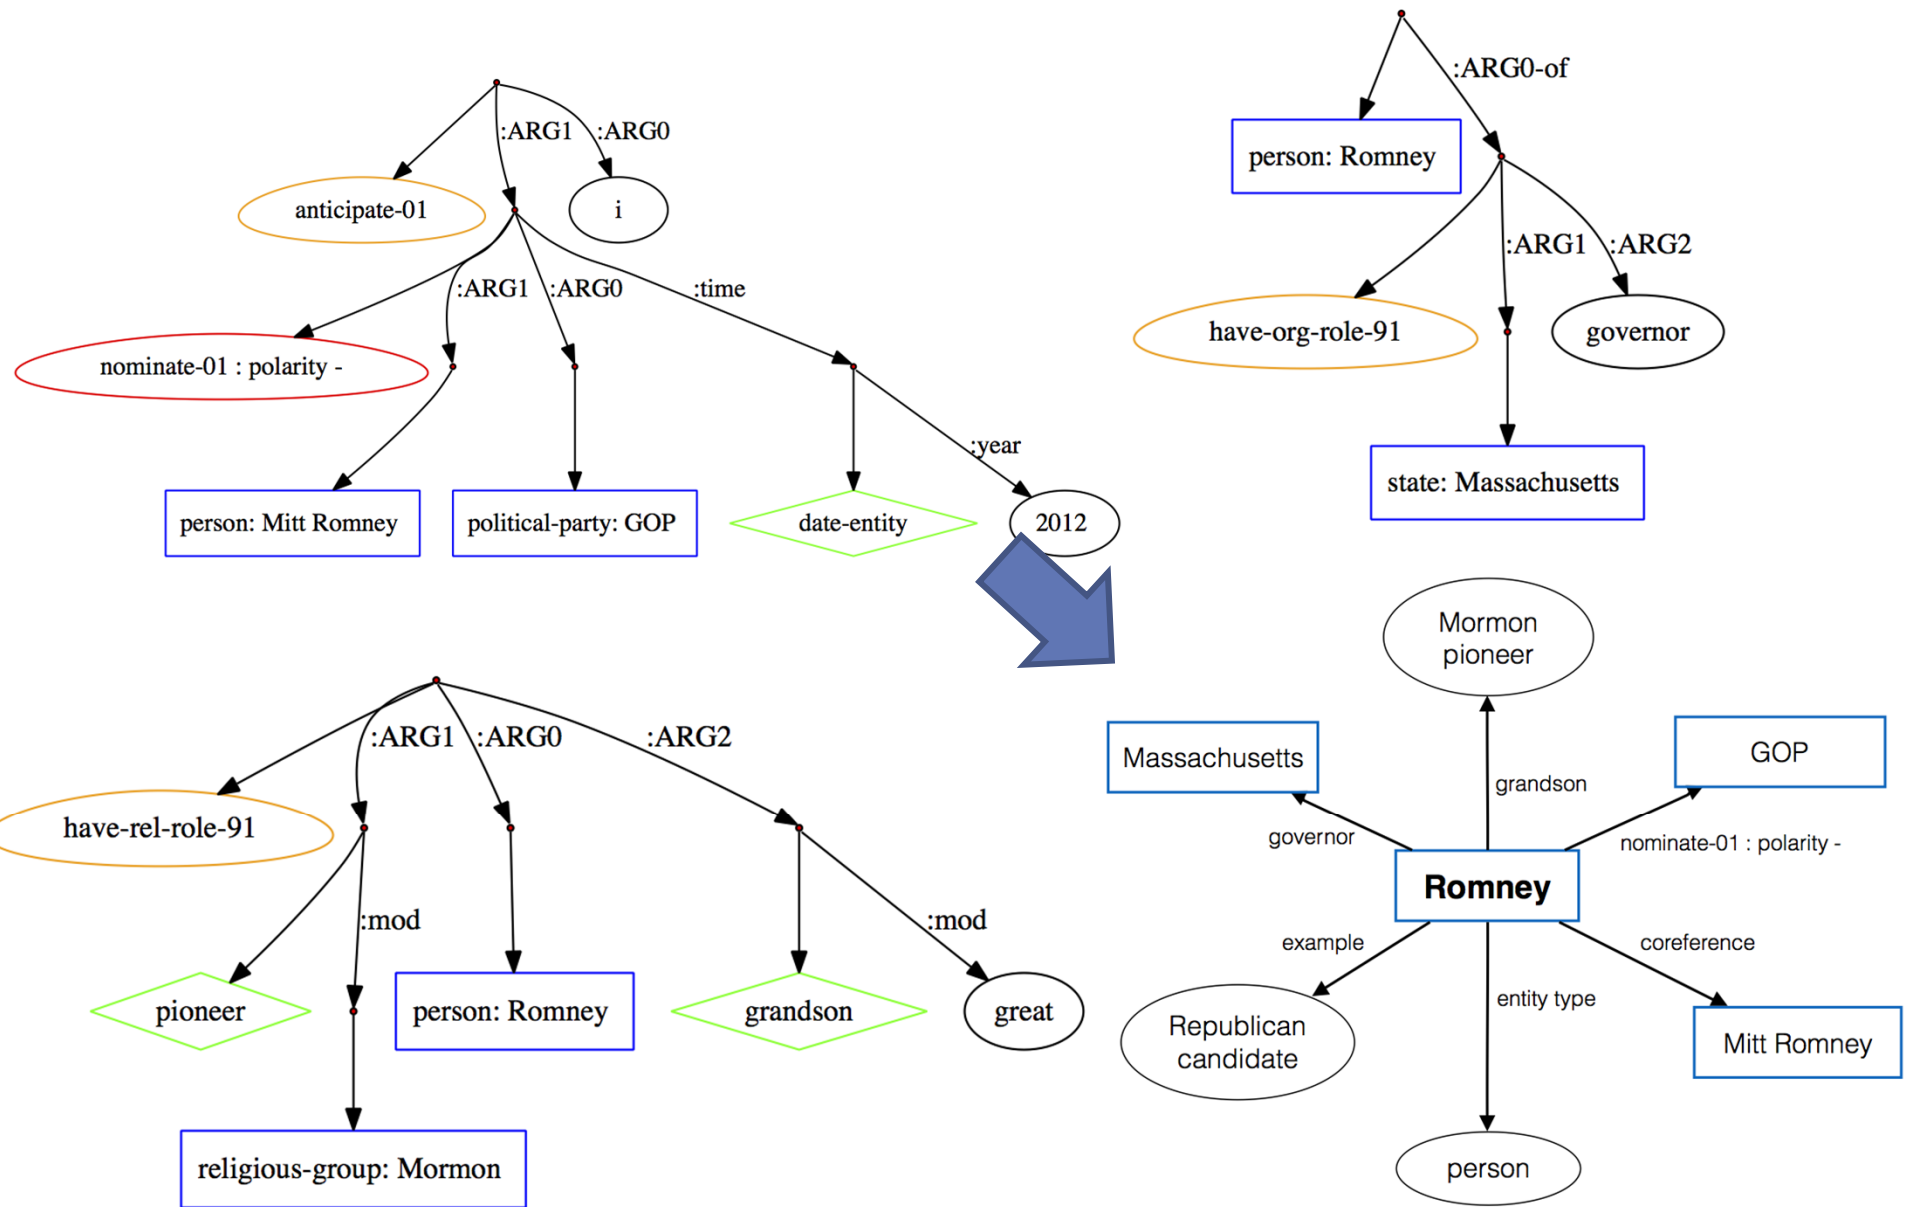 :ARG1
:ARG0
anticipate-01
i
:ARG1
:ARG0
:time
nominate-01 : polarity -
:year
person: Mitt Romney
political-party: GOP
date-entity
2012
:ARG0-of
person: Romney
:ARG1
:ARG2
have-org-role-91
governor
state: Massachusetts
:ARG1
:ARG0
:ARG2
have-rel-role-91
:mod
:mod
pioneer
person: Romney
grandson
great
religious-group: Mormon
Mormon
pioneer
Massachusetts
GOP
grandson
governor
nominate-01 : polarity -
Romney
example
coreference
entity type
Republican
candidate
Mitt Romney
person